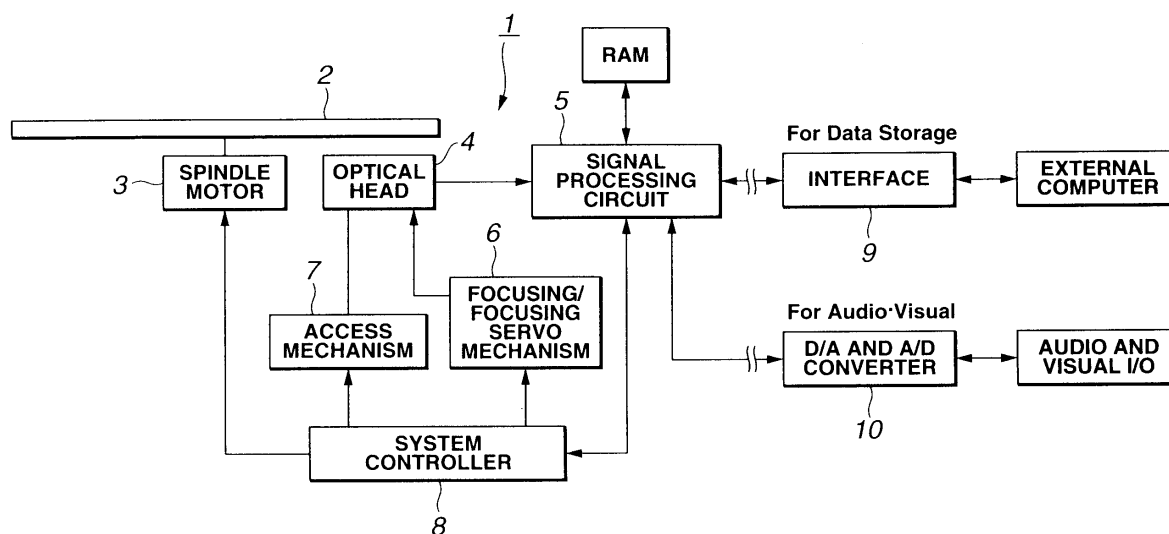 1
RAM
2
5
4
For Data Storage
3
SPINDLE
MOTOR
OPTICAL
HEAD
SIGNAL
PROCESSING
CIRCUIT
INTERFACE
EXTERNAL
COMPUTER
9
6
7
FOCUSING/
FOCUSING
SERVO
MECHANISM
ACCESS
MECHANISM
For Audio·Visual
D/A AND A/D
CONVERTER
AUDIO AND
VISUAL I/O
10
SYSTEM
CONTROLLER
8